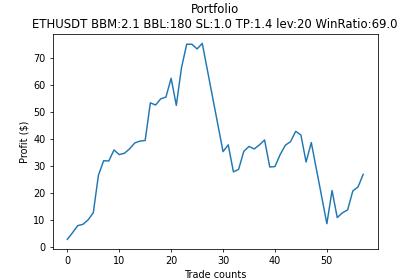 Portfolio
ETHUSDT BBM:2.1 BBL:180 SL:1.0 TP:1.4 lev:20 WinRatio:69.0
Profit ($)
70
60
50
40
30
20
10
0
0 10 20 30 40 50
Trade counts